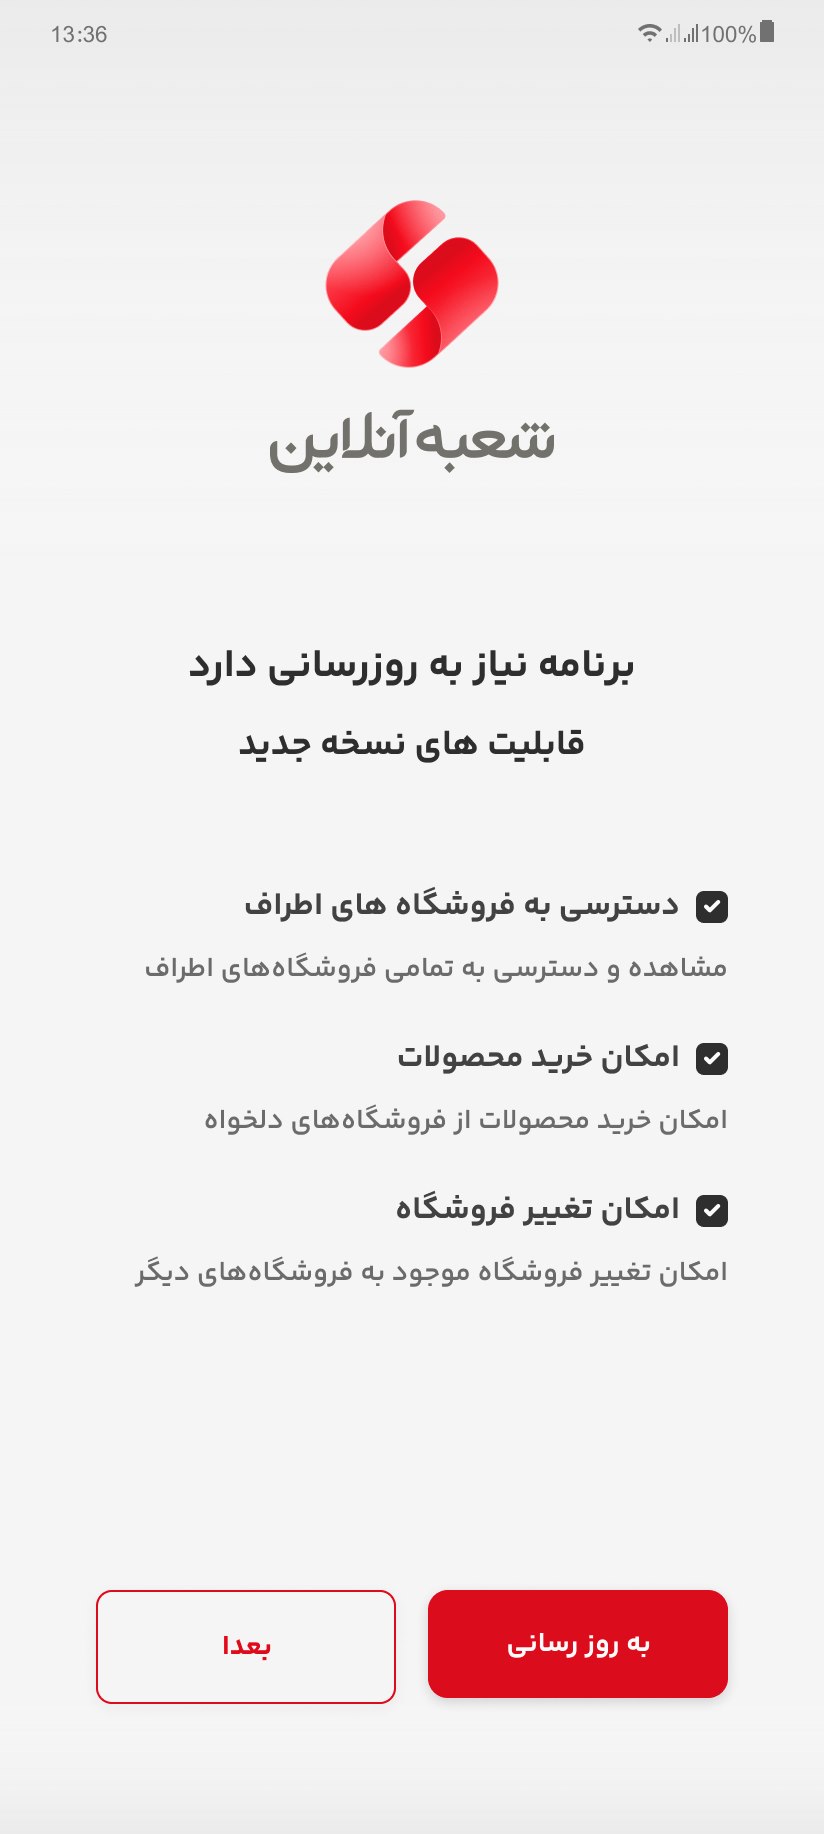 13:36
100%
شعبه آنلاین
برنامه نیاز به روزرسانی دارد
قابلیت های نسخه جدید
دسترسی به فروشگاه های اطراف
مشاهده و دسترسی به تمامی فروشگاه‌های اطراف
امکان خرید محصولات
امکان خرید محصولات از فروشگاه‌های دلخواه
امکان تغییر فروشگاه
امکان تغییر فروشگاه موجود به فروشگاه‌های دیگر
به روز رسانی
بعدا